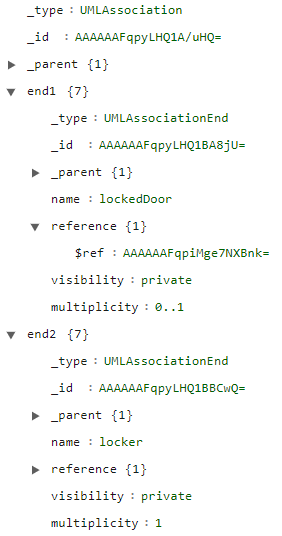 _type : UMLAssociation
_id : AAAAAAFqpyLHQ1A/uHQ=
_parent {1}
end1 {7}
_type : UMLAssociationEnd
_id : AAAAAAFqpyLHQ1BA8jU=
_parent {1}
name : lockedDoor
reference {1}
$ref : AAAAAAFqpiMge7NXBnk=
visibility : private
multiplicity : 0..1
end2 {7}
_type : UMLAssociationEnd
_id : AAAAAAFqpyLHQ1BBCwQ=
_parent {1}
name : locker
reference {1}
visibility : private
multiplicity : 1